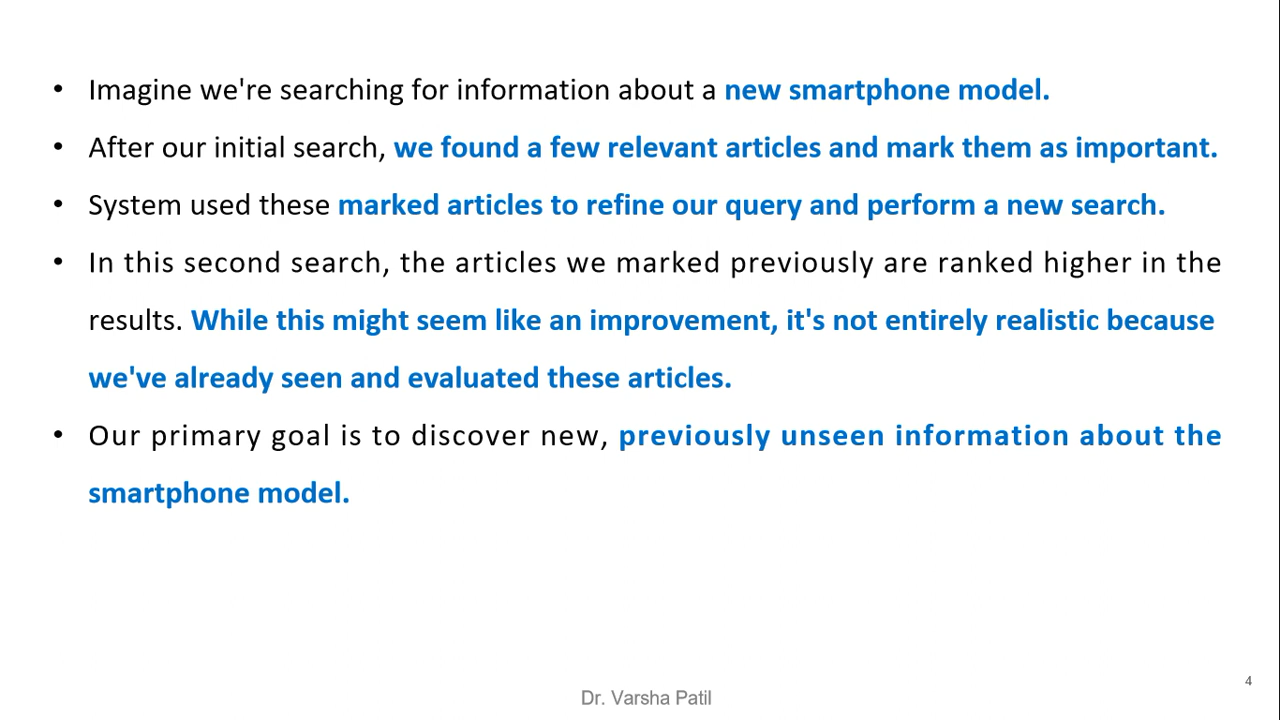 • Imagine we're searching for information about a new smartphone model.
• After our initial search, we found a few relevant articles and mark them as important.
• System used these marked articles to refine our query and perform a new search.
• In this second search, the articles we marked previously are ranked higher in the
results. While this might seem like an improvement, it's not entirely realistic because
we've already seen and evaluated these articles.
• Our primary goal is to discover new, previously unseen information about the
smartphone model.
4
Dr. Varsha Patil